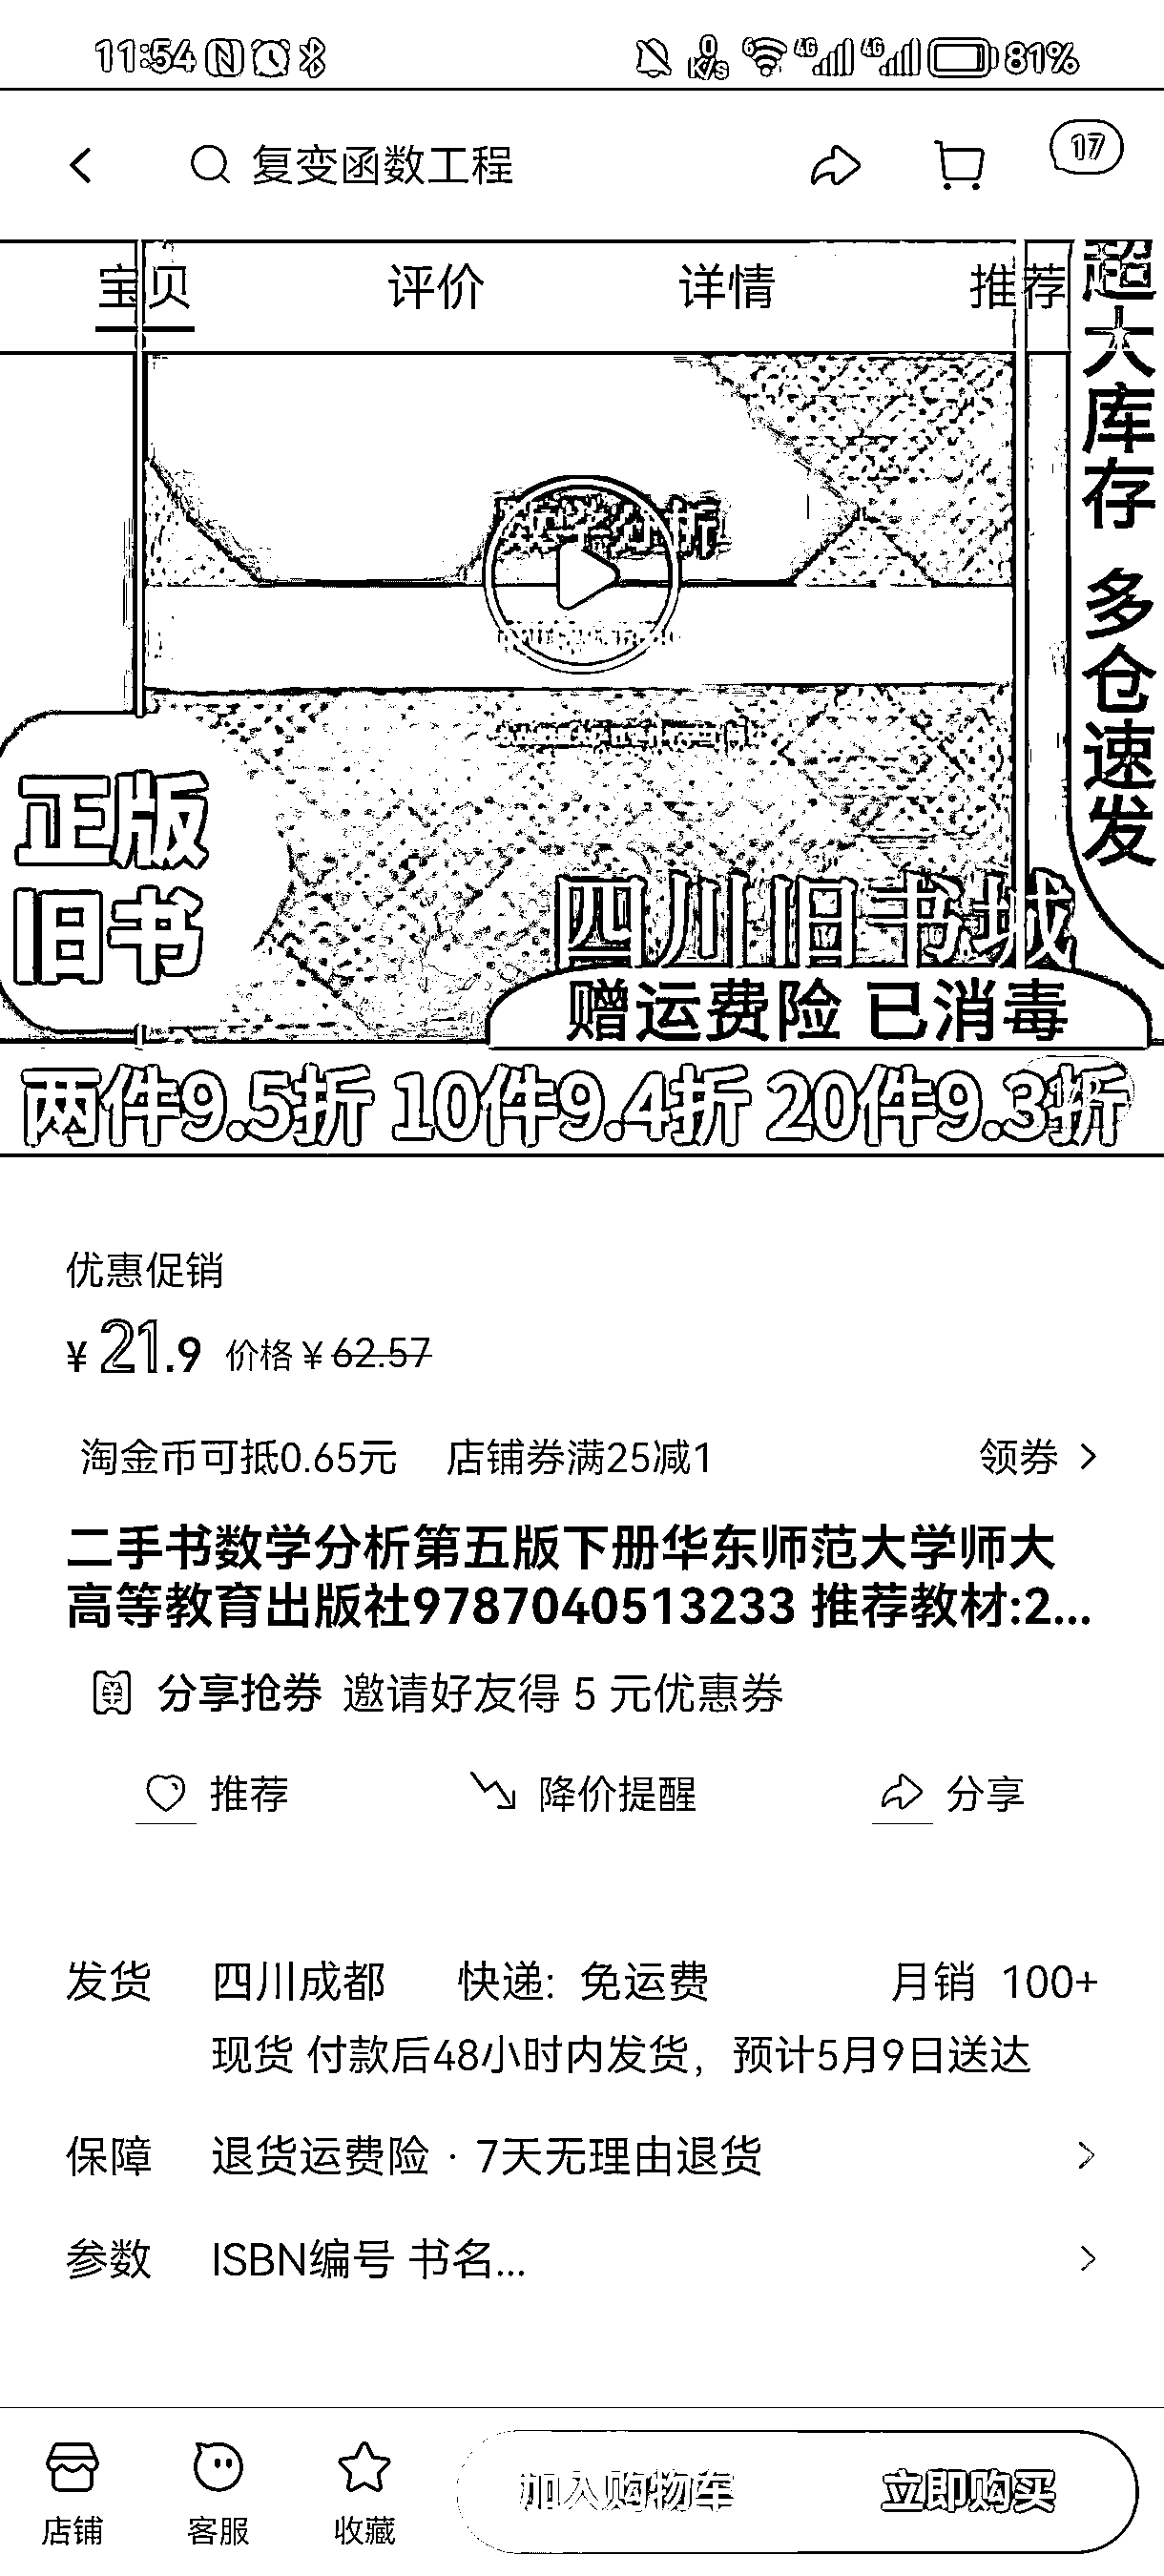 11:54 0 K/s 6 4G 4G 81%
复变函数工程 17
宝贝 评价 详情 推荐
超大库存 多仓速发
数学分析
正版
旧书
四川旧书城
赠运费险 已消毒
两件9.5折 10件9.4折 20件9.3折
优惠促销
¥21.9 价格¥62.57
淘金币可抵0.65元 店铺券满25减1 领券
二手书数学分析第五版下册华东师范大学师大
高等教育出版社9787040513233 推荐教材:2...
分享抢券 邀请好友得 5 元优惠券
推荐 降价提醒 分享
发货 四川成都 快递: 免运费 月销 100+
现货 付款后48小时内发货，预计5月9日送达
保障 退货运费险 · 7天无理由退货
参数 ISBN编号 书名...
店铺 客服 收藏 加入购物车 立即购买